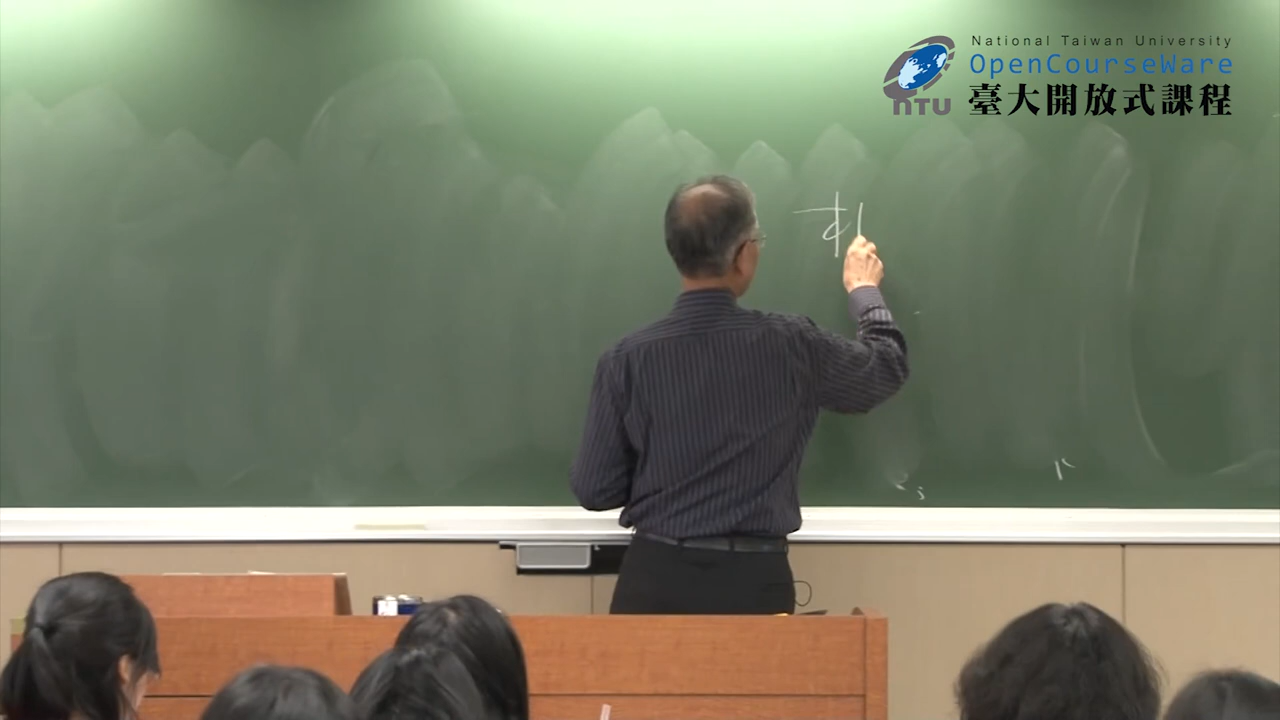 National Taiwan University
OpenCourseWare
NTU
臺大開放式課程